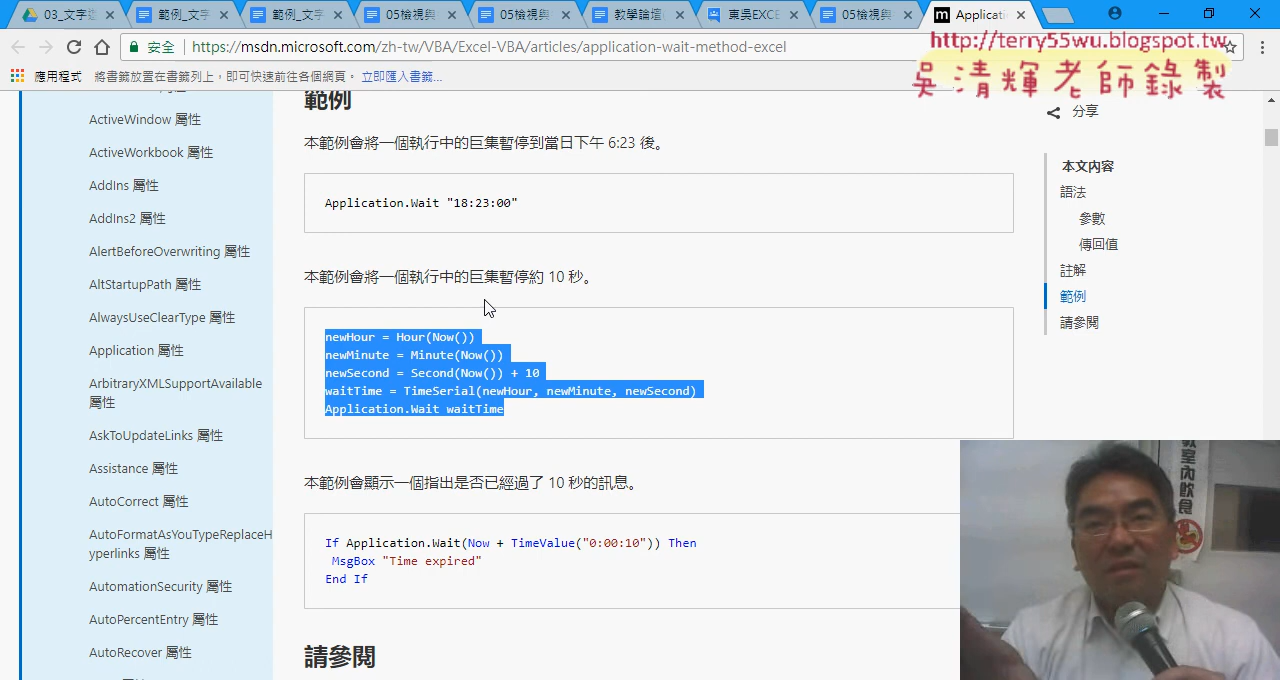 03_文字
範例_文字
範例_文字
05檢視與
05檢視與
教學論壇
東吳EXCE
05檢視與
Applicati
安全
https://msdn.microsoft.com/zh-tw/VBA/Excel-VBA/articles/application-wait-method-excel
http://terry55wu.blogspot.tw
吳清輝老師錄製
應用程式
將書籤放置在書籤列上，即可快速前往各個網頁。
立即匯入書籤...
ActiveWindow 屬性
ActiveWorkbook 屬性
AddIns 屬性
AddIns2 屬性
AlertBeforeOverwriting 屬性
AltStartupPath 屬性
AlwaysUseClearType 屬性
Application 屬性
ArbitraryXMLSupportAvailable
屬性
AskToUpdateLinks 屬性
Assistance 屬性
AutoCorrect 屬性
AutoFormatAsYouTypeReplaceH
yperlinks 屬性
AutomationSecurity 屬性
AutoPercentEntry 屬性
AutoRecover 屬性
範例
本範例會將一個執行中的巨集暫停到當日下午 6:23 後。
Application.Wait "18:23:00"
本範例會將一個執行中的巨集暫停約 10 秒。
newHour = Hour(Now())
newMinute = Minute(Now())
newSecond = Second(Now()) + 10
waitTime = TimeSerial(newHour, newMinute, newSecond)
Application.Wait waitTime
本範例會顯示一個指出是否已經過了 10 秒的訊息。
If Application.Wait(Now + TimeValue("0:00:10")) Then
MsgBox "Time expired"
End If
請參閱
分享
本文內容
語法
參數
傳回值
註解
範例
請參閱
教室內飲食